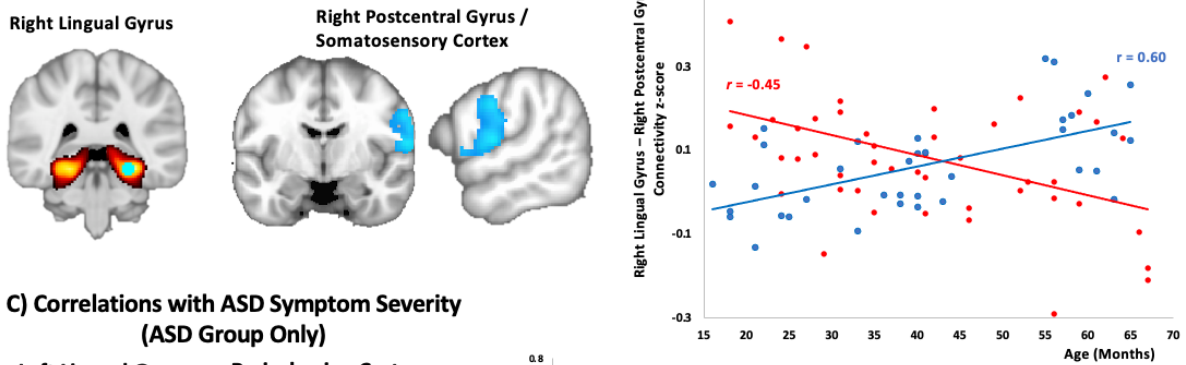 Right Lingual Gyrus
Right Postcentral Gyrus /
Somatosensory Cortex
Right Lingual Gyrus – Right Postcentral Gy
Connectivity z-score
0.3
0.1
-0.1
-0.3
r = -0.45
r = 0.60
15 20 25 30 35 40 45 50 55 60 65 70
Age (Months)
C) Correlations with ASD Symptom Severity
(ASD Group Only)
0.8